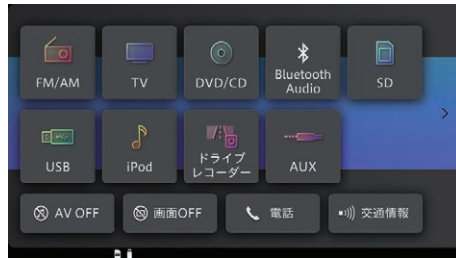 FM/AM
TV
DVD/CD
Bluetooth
Audio
SD
USB
iPod
ドライブ
レコーダー
AUX
AV OFF
画面OFF
電話
交通情報